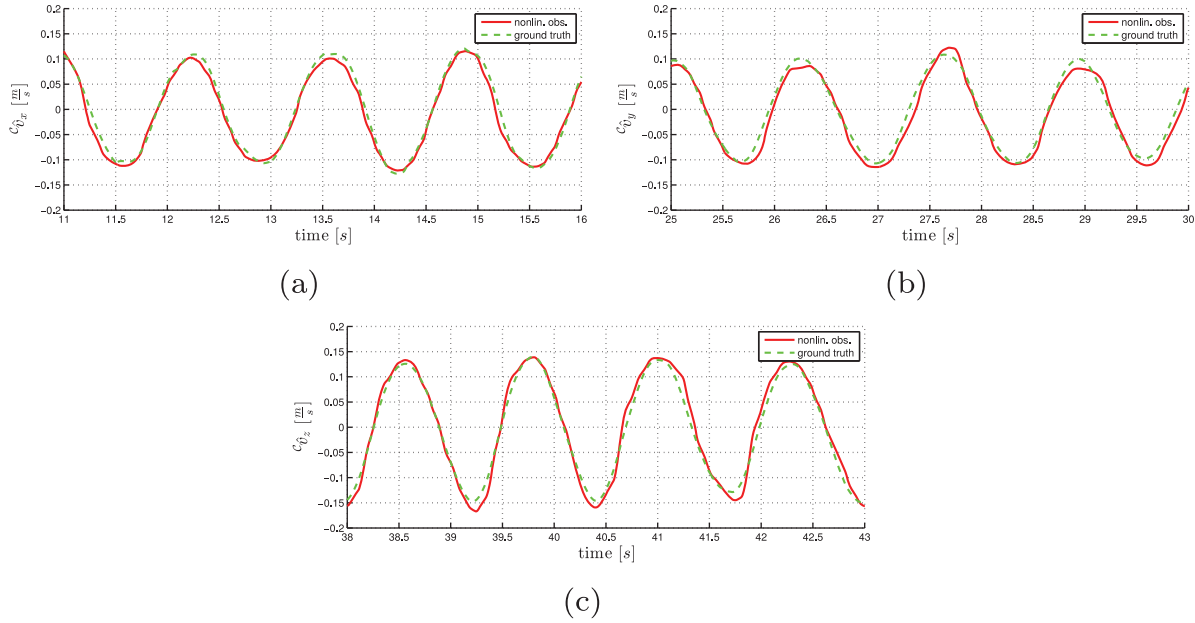 0.2
0.15
0.1
0.05
0
−0.05
−0.1
−0.15
−0.2
ᶜv̂ₓ [m/s]
nonlin. obs.
ground truth
11 11.5 12 12.5 13 13.5 14 14.5 15 15.5 16
time [s]
(a)
0.2
0.15
0.1
0.05
0
−0.05
−0.1
−0.15
−0.2
ᶜv̂_y [m/s]
nonlin. obs.
ground truth
25 25.5 26 26.5 27 27.5 28 28.5 29 29.5 30
time [s]
(b)
0.2
0.15
0.1
0.05
0
−0.05
−0.1
−0.15
−0.2
ᶜv̂_z [m/s]
nonlin. obs.
ground truth
38 38.5 39 39.5 40 40.5 41 41.5 42 42.5 43
time [s]
(c)